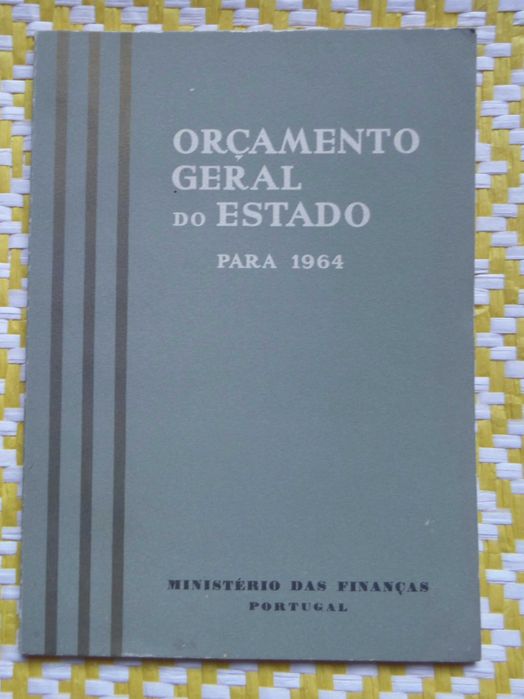 ORÇAMENTO
GERAL
DO ESTADO
PARA 1964
MINISTÉRIO DAS FINANÇAS
PORTUGAL